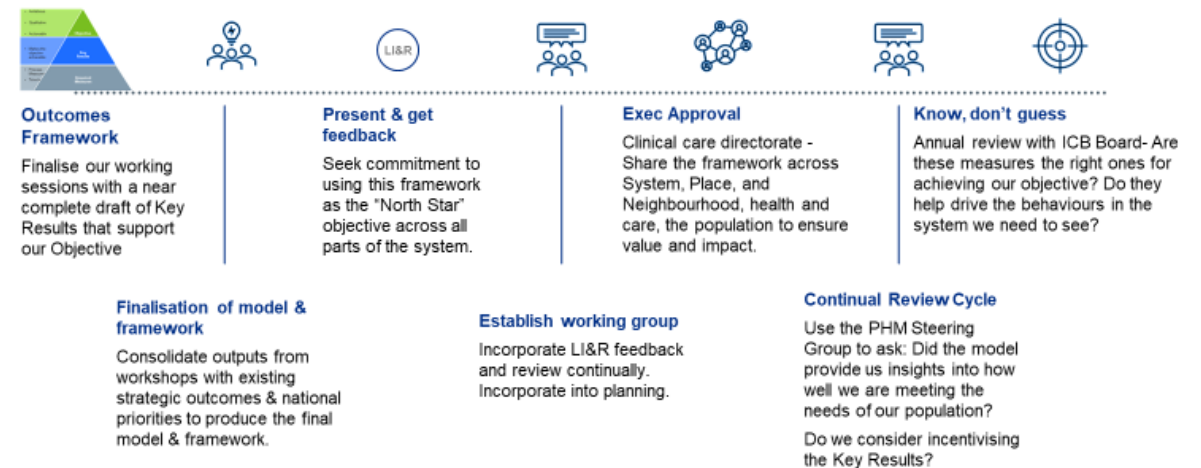 LI&R
Outcomes
Framework
Finalise our working
sessions with a near
complete draft of Key
Results that support
our Objective
Present & get
feedback
Seek commitment to
using this framework
as the “North Star”
objective across all
parts of the system.
Exec Approval
Clinical care directorate -
Share the framework across
System, Place, and
Neighbourhood, health and
care, the population to ensure
value and impact.
Know, don’t guess
Annual review with ICB Board- Are
these measures the right ones for
achieving our objective? Do they
help drive the behaviours in the
system we need to see?
Finalisation of model &
framework
Consolidate outputs from
workshops with existing
strategic outcomes & national
priorities to produce the final
model & framework.
Establish working group
Incorporate LI&R feedback
and review continually.
Incorporate into planning.
Continual Review Cycle
Use the PHM Steering
Group to ask: Did the model
provide us insights into how
well we are meeting the
needs of our population?
Do we consider incentivising
the Key Results?